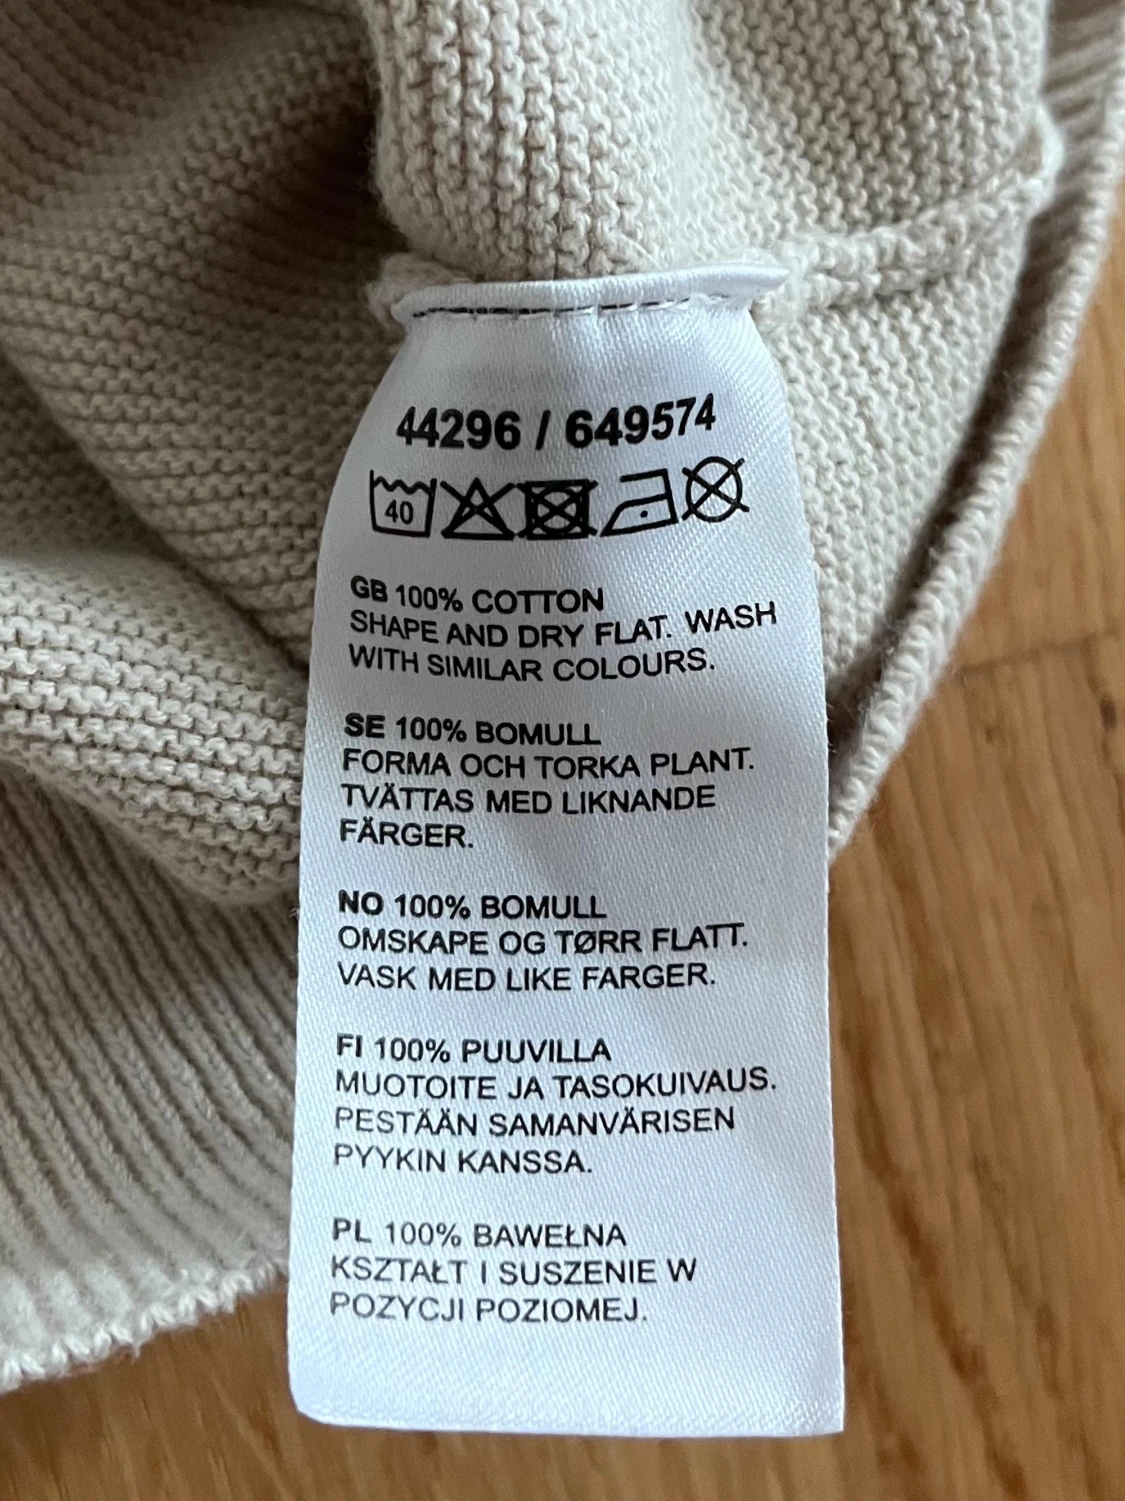 44296 / 649574
40
GB 100% COTTON
SHAPE AND DRY FLAT. WASH
WITH SIMILAR COLOURS.
SE 100% BOMULL
FORMA OCH TORKA PLANT.
TVÄTTAS MED LIKNANDE
FÄRGER.
NO 100% BOMULL
OMSKAPE OG TØRR FLATT.
VASK MED LIKE FARGER.
FI 100% PUUVILLA
MUOTOITE JA TASOKUIVAUS.
PESTÄÄN SAMANVÄRISEN
PYYKIN KANSSA.
PL 100% BAWEŁNA
KSZTAŁT I SUSZENIE W
POZYCJI POZIOMEJ.